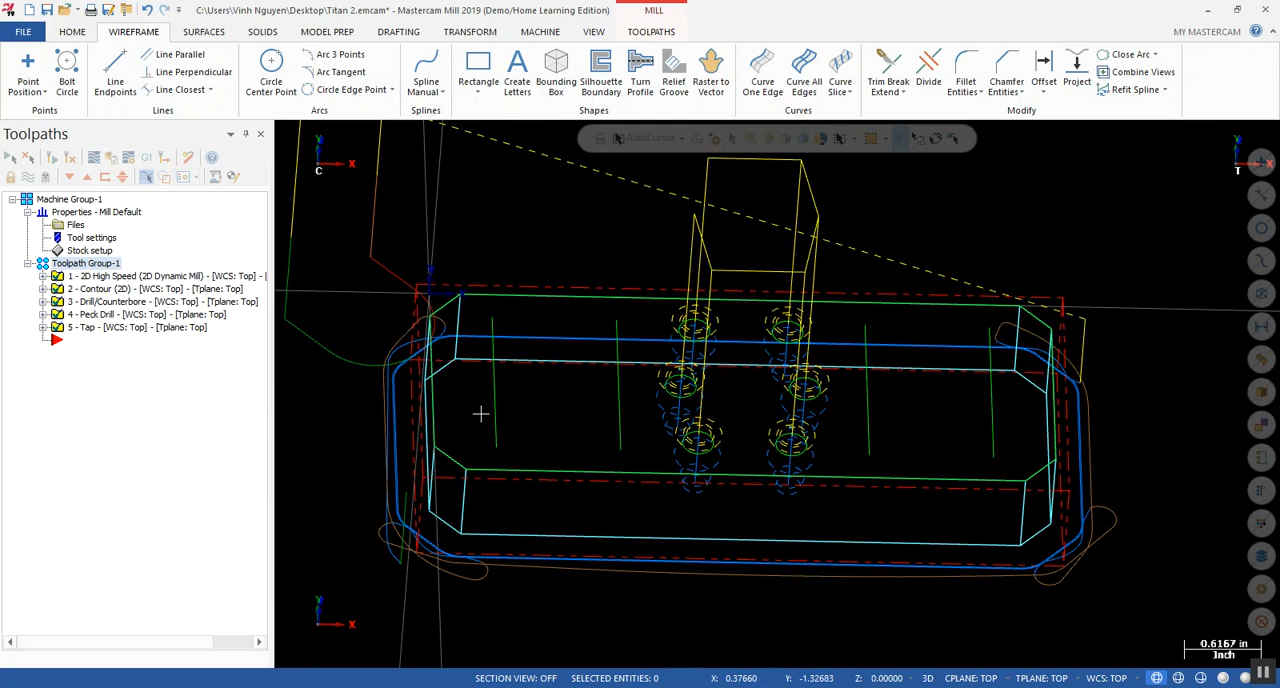 C:\Users\Vinh Nguyen\Desktop\Titan 2.emcam* - Mastercam Mill 2019 (Demo/Home Learning Edition)
MILL
19
FILE HOME WIREFRAME SURFACES SOLIDS MODEL PREP DRAFTING TRANSFORM MACHINE VIEW TOOLPATHS MY MASTERCAM
Point Position
Bolt Circle
Line Endpoints
Line Parallel
Line Perpendicular
Line Closest
Circle Center Point
Arc 3 Points
Arc Tangent
Circle Edge Point
Spline Manual
Rectangle
Create Letters
Bounding Box
Silhouette Boundary
Turn Profile
Relief Groove
Raster to Vector
Curve One Edge
Curve All Edges
Curve Slice
Trim Break Extend
Divide
Fillet Entities
Chamfer Entities
Offset
Project
Close Arc
Combine Views
Refit Spline
Points Lines Arcs Splines Shapes Curves Modify
Toolpaths
G1
Machine Group-1
Properties - Mill Default
Files
Tool settings
Stock setup
Toolpath Group-1
1 - 2D High Speed (2D Dynamic Mill) - [WCS: Top] -
2 - Contour (2D) - [WCS: Top] - [Tplane: Top]
3 - Drill/Counterbore - [WCS: Top] - [Tplane: Top]
4 - Peck Drill - [WCS: Top] - [Tplane: Top]
5 - Tap - [WCS: Top] - [Tplane: Top]
AutoCursor
Y
X
C
Y
X
T
Y
X
0.6167 in
Inch
SECTION VIEW: OFF SELECTED ENTITIES: 0 X: 0.37660 Y: -1.32683 Z: 0.00000 3D CPLANE: TOP TPLANE: TOP WCS: TOP